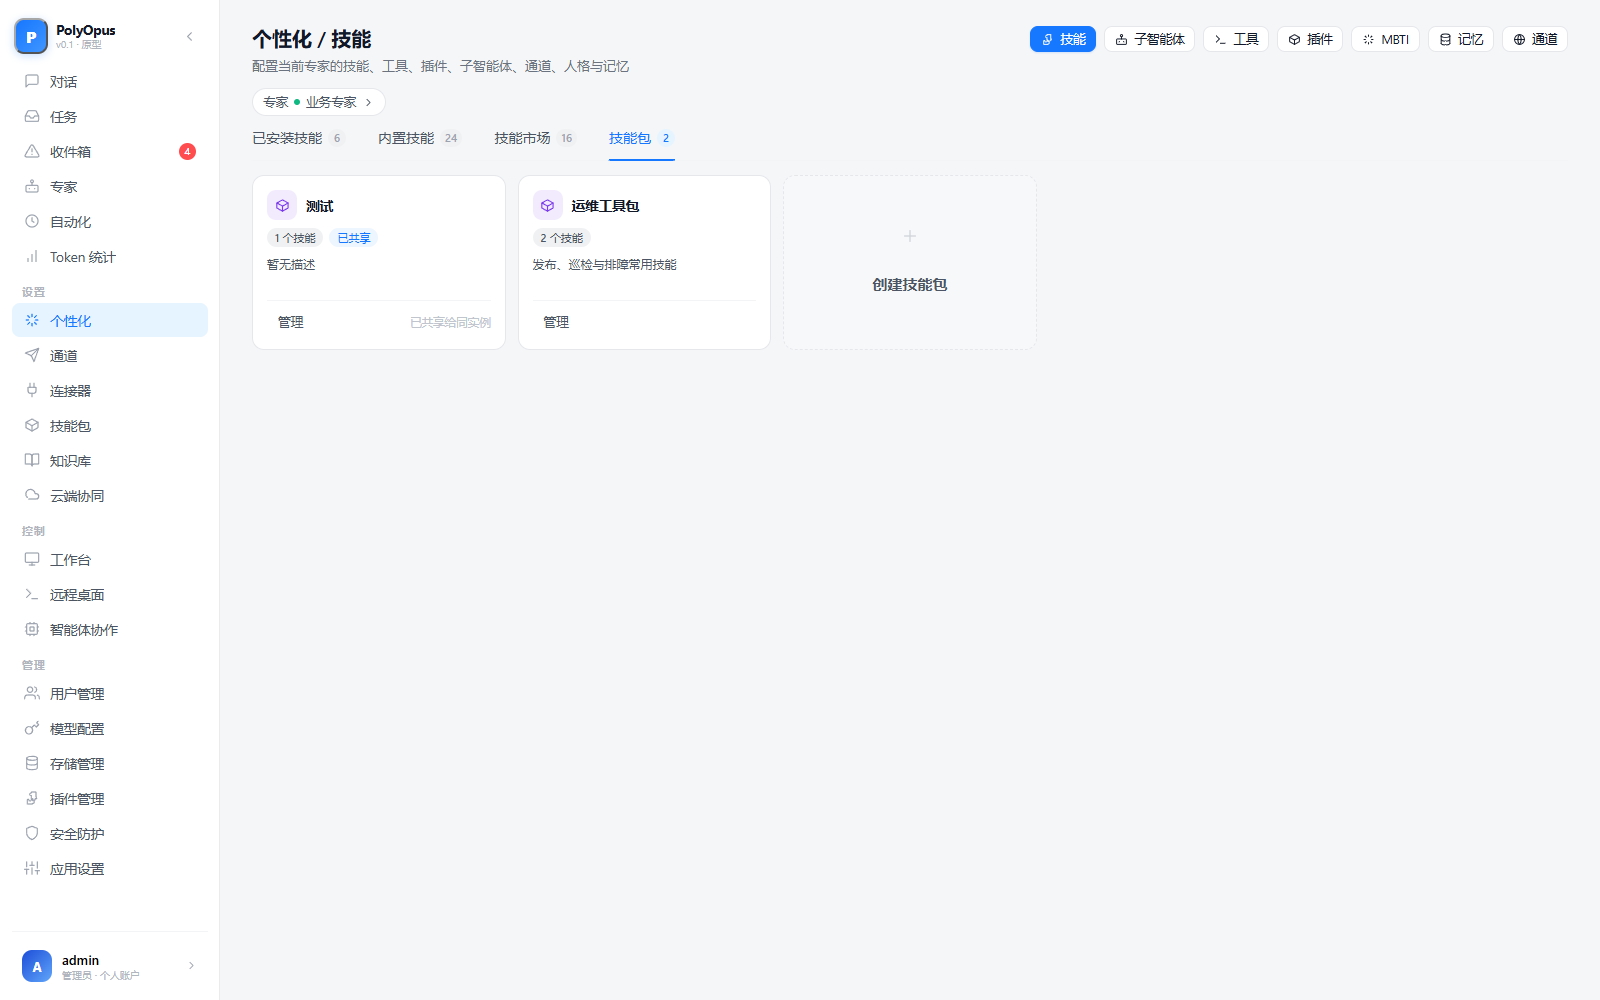 P
PolyOpus
v0.1 · 原型
对话
任务
收件箱
4
专家
自动化
Token 统计
设置
个性化
通道
连接器
技能包
知识库
云端协同
控制
工作台
远程桌面
智能体协作
管理
用户管理
模型配置
存储管理
插件管理
安全防护
应用设置
A
admin
管理员 · 个人账户
个性化 / 技能
配置当前专家的技能、工具、插件、子智能体、通道、人格与记忆
技能
子智能体
工具
插件
MBTI
记忆
通道
专家 业务专家
已安装技能 6
内置技能 24
技能市场 16
技能包 2
测试
1 个技能 已共享
暂无描述
管理 已共享给同实例
运维工具包
2 个技能
发布、巡检与排障常用技能
管理
创建技能包